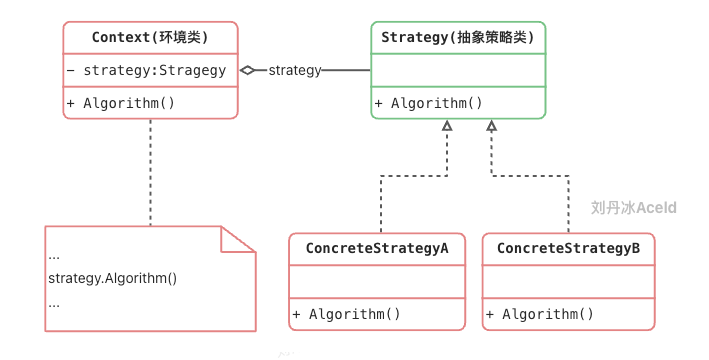 Context(环境类)
- strategy:Stragegy
+ Algorithm()
strategy
Strategy(抽象策略类)
+ Algorithm()
刘丹冰AceId
...
strategy.Algorithm()
...
ConcreteStrategyA
+ Algorithm()
ConcreteStrategyB
+ Algorithm()